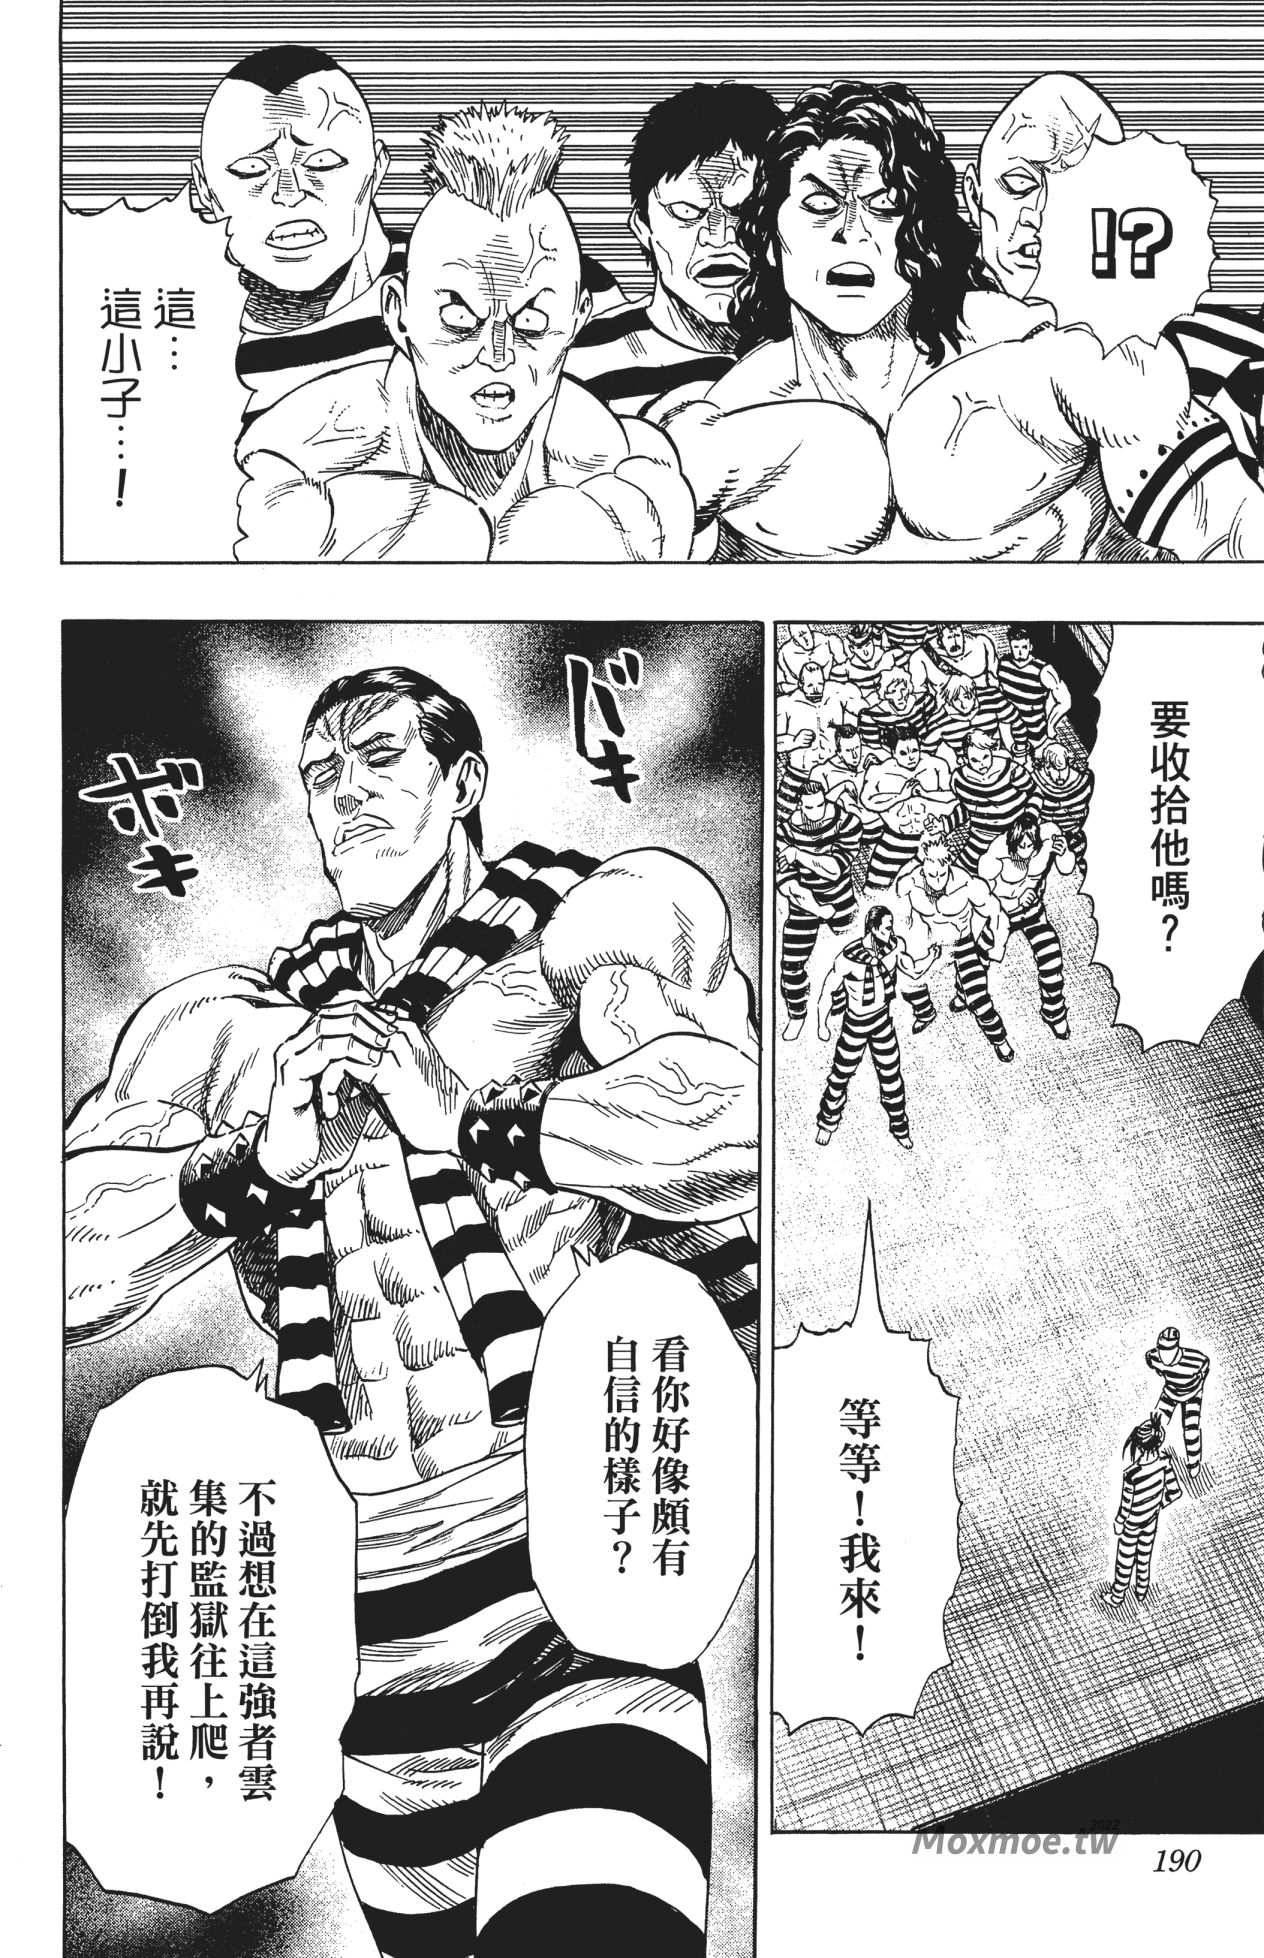 !?
這…
這小子…!
要收拾他嗎?
等等!我來!
バキ
ボキ
看你好像頗有
自信的樣子?
不過想在這強者雲
集的監獄往上爬,
就先打倒我再說!
2022
Moxmoe.tw
190